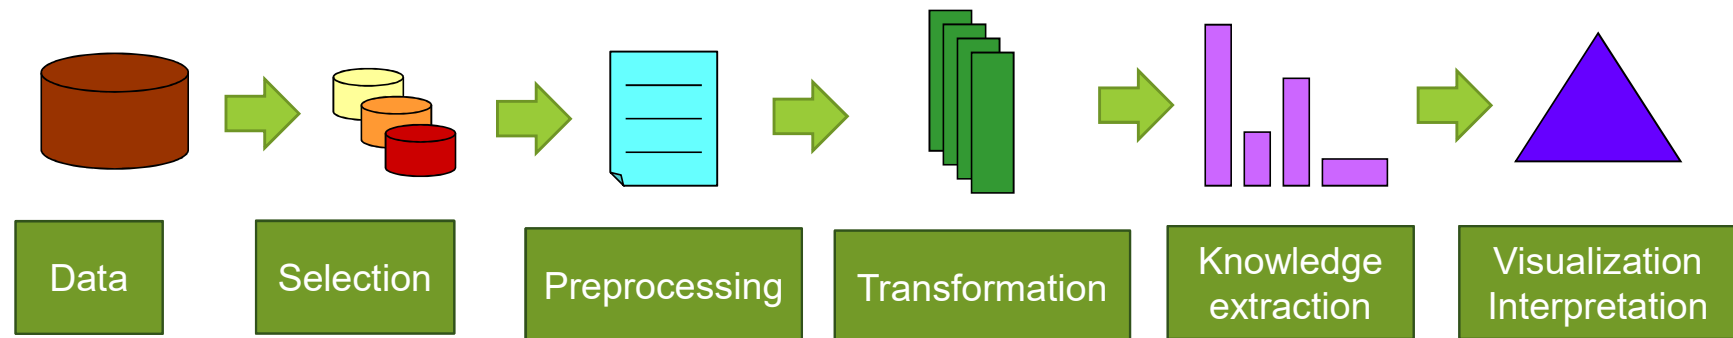 Data
Selection
Preprocessing
Transformation
Knowledge
extraction
Visualization
Interpretation